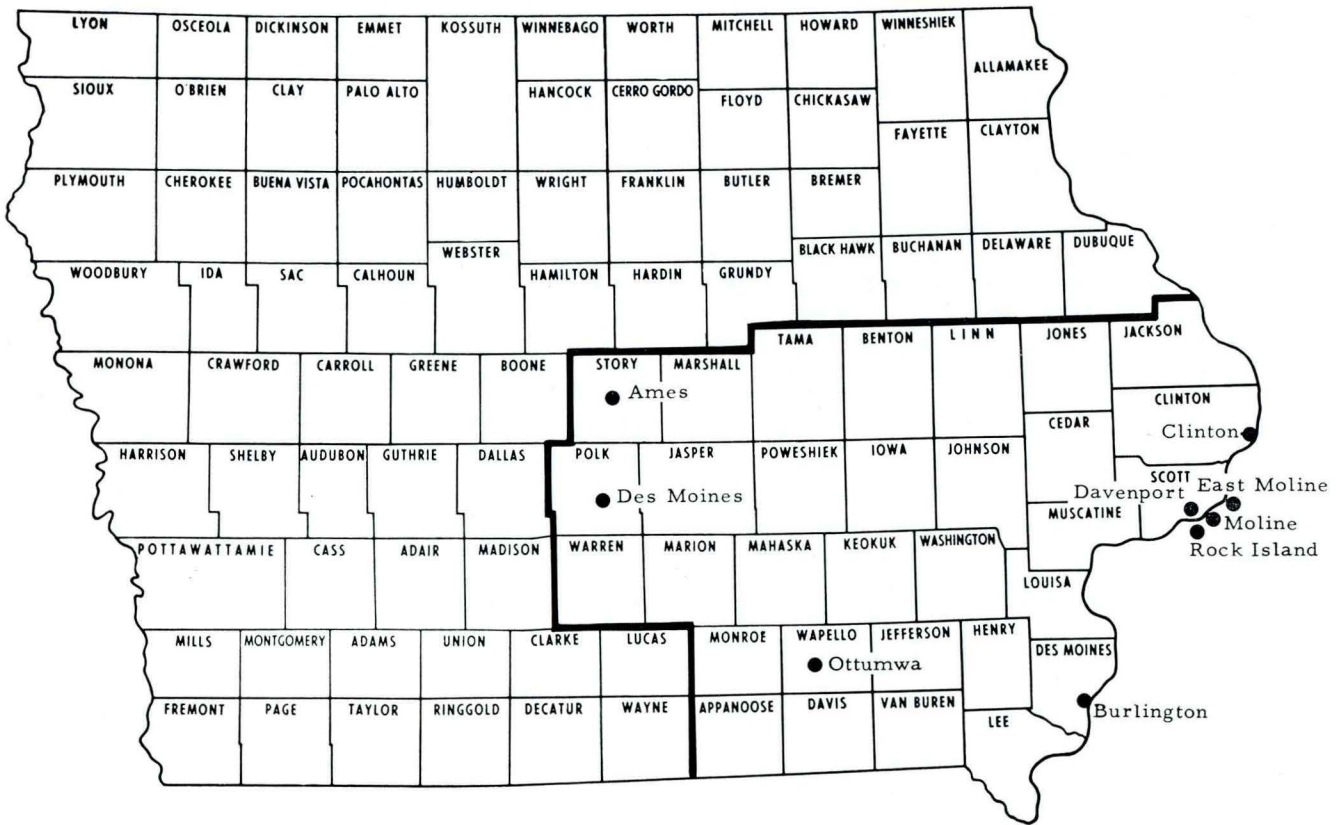 LYON OSCEOLA DICKINSON EMMET KOSSUTH WINNEBAGO WORTH MITCHELL HOWARD WINNESHIEK
ALLAMAKEE
SIOUX O'BRIEN CLAY PALO ALTO HANCOCK CERRO GORDO FLOYD CHICKASAW
FAYETTE CLAYTON
PLYMOUTH CHEROKEE BUENA VISTA POCAHONTAS HUMBOLDT WRIGHT FRANKLIN BUTLER BREMER
WEBSTER BLACK HAWK BUCHANAN DELAWARE DUBUQUE
WOODBURY IDA SAC CALHOUN HAMILTON HARDIN GRUNDY
TAMA BENTON LINN JONES JACKSON
MONONA CRAWFORD CARROLL GREENE BOONE STORY MARSHALL
Ames
CLINTON
CEDAR
Clinton
HARRISON SHELBY AUDUBON GUTHRIE DALLAS POLK JASPER POWESHIEK IOWA JOHNSON
SCOTT
Des Moines
Davenport East Moline
MUSCATINE
Moline
Rock Island
POTTAWATTAMIE CASS ADAIR MADISON WARREN MARION MAHASKA KEOKUK WASHINGTON
LOUISA
MILLS MONTGOMERY ADAMS UNION CLARKE LUCAS MONROE WAPELLO JEFFERSON HENRY
DES MOINES
Ottumwa
FREMONT PAGE TAYLOR RINGGOLD DECATUR WAYNE APPANOOSE DAVIS VAN BUREN
Burlington
LEE